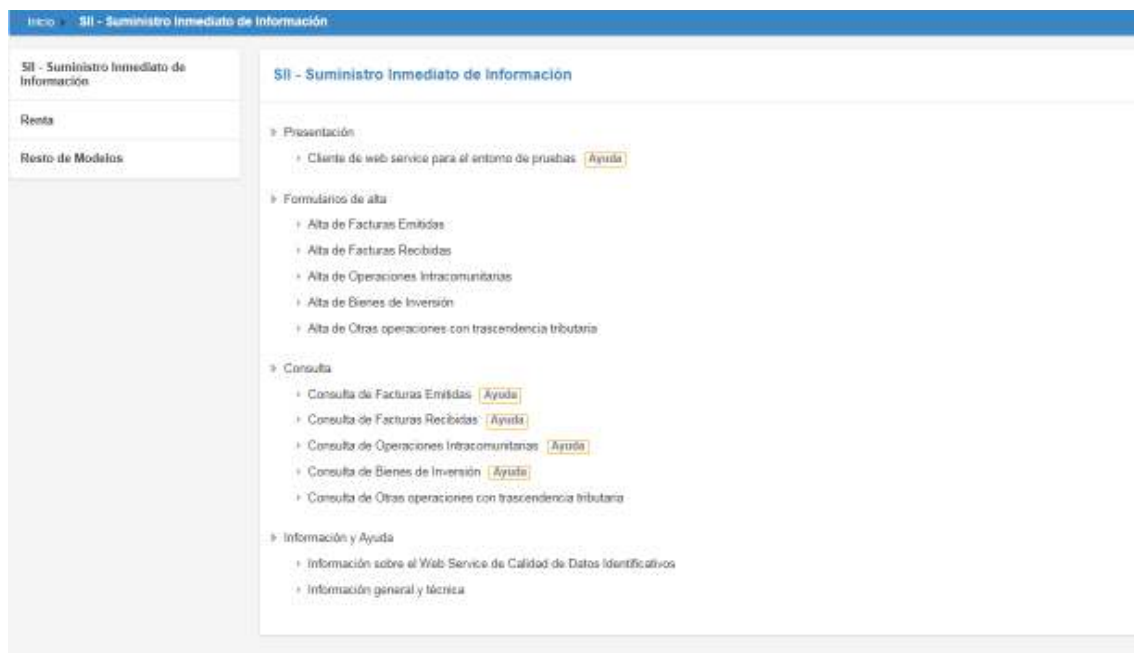 Inicio SII - Suministro Inmediato de Información
SII - Suministro Inmediato de
Información
Renta
Resto de Modelos
SII - Suministro Inmediato de Información
Presentación
Cliente de web service para el entorno de pruebas Ayuda
Formularios de alta
Alta de Facturas Emitidas
Alta de Facturas Recibidas
Alta de Operaciones Intracomunitarias
Alta de Bienes de Inversión
Alta de Otras operaciones con trascendencia tributaria
Consulta
Consulta de Facturas Emitidas Ayuda
Consulta de Facturas Recibidas Ayuda
Consulta de Operaciones Intracomunitarias Ayuda
Consulta de Bienes de Inversión Ayuda
Consulta de Otras operaciones con trascendencia tributaria
Información y Ayuda
Información sobre el Web Service de Calidad de Datos Identificativos
Información general y técnica